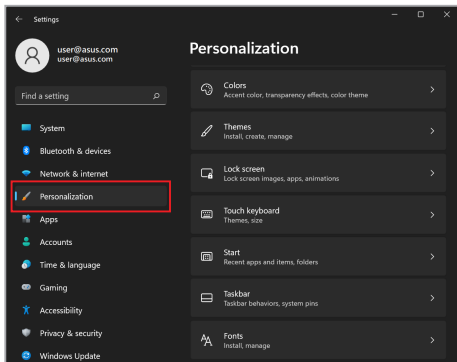 Settings
user@asus.com
user@asus.com
Find a setting
System
Bluetooth & devices
Network & internet
Personalization
Apps
Accounts
Time & language
Gaming
Accessibility
Privacy & security
Windows Update
Personalization
Colors
Accent color, transparency effects, color theme
Themes
Install, create, manage
Lock screen
Lock screen images, apps, animations
Touch keyboard
Themes, size
Start
Recent apps and items, folders
Taskbar
Taskbar behaviors, system pins
Fonts
Install, manage